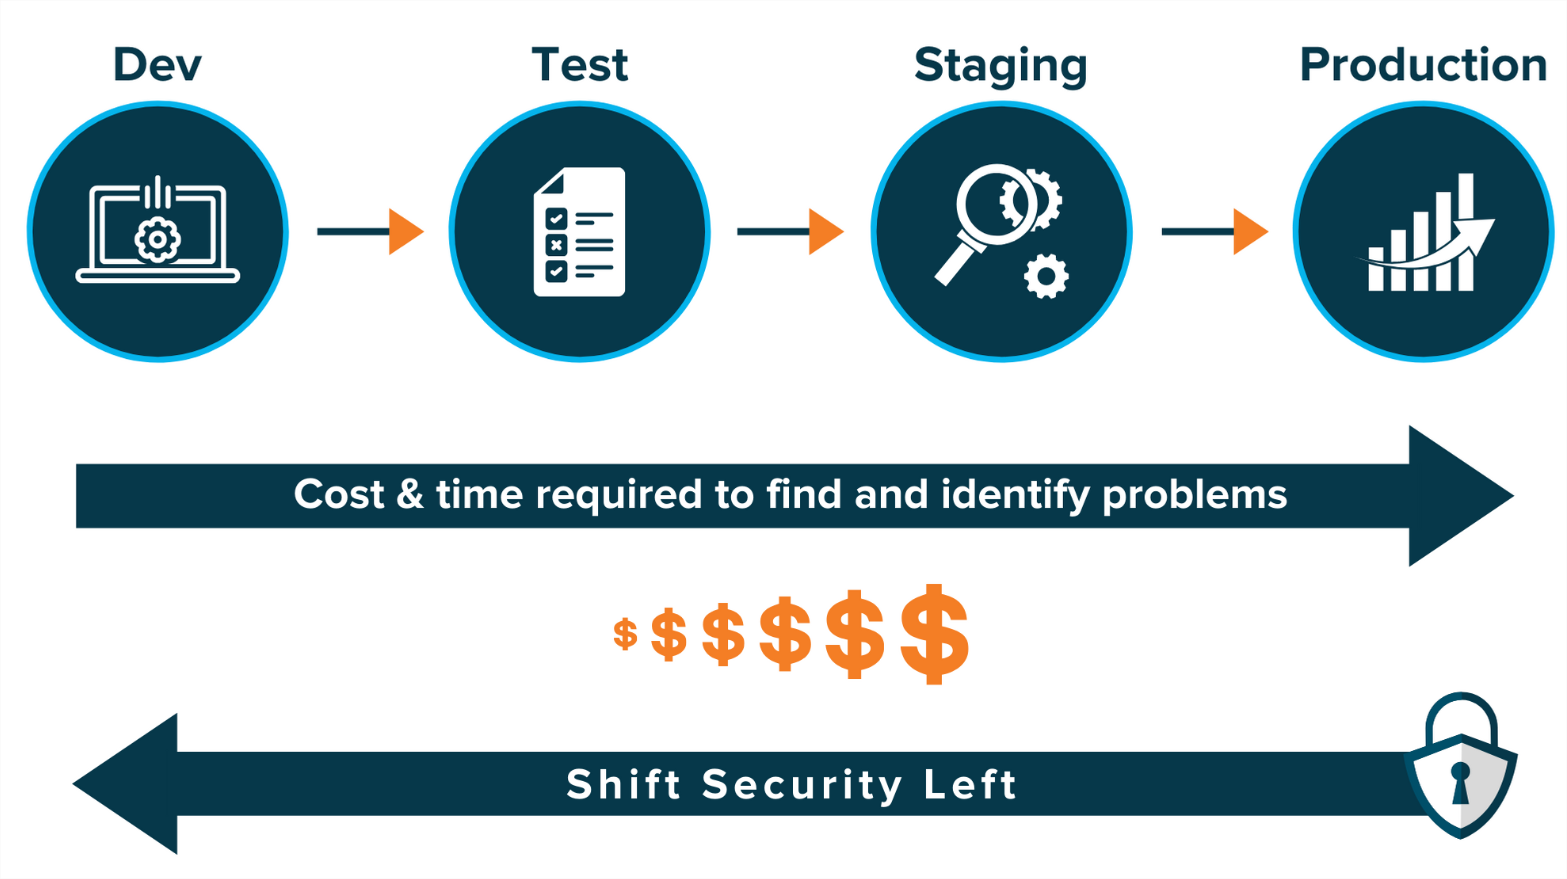 Dev
Test
Staging
Production
Cost & time required to find and identify problems
$ $ $ $ $ $
Shift Security Left